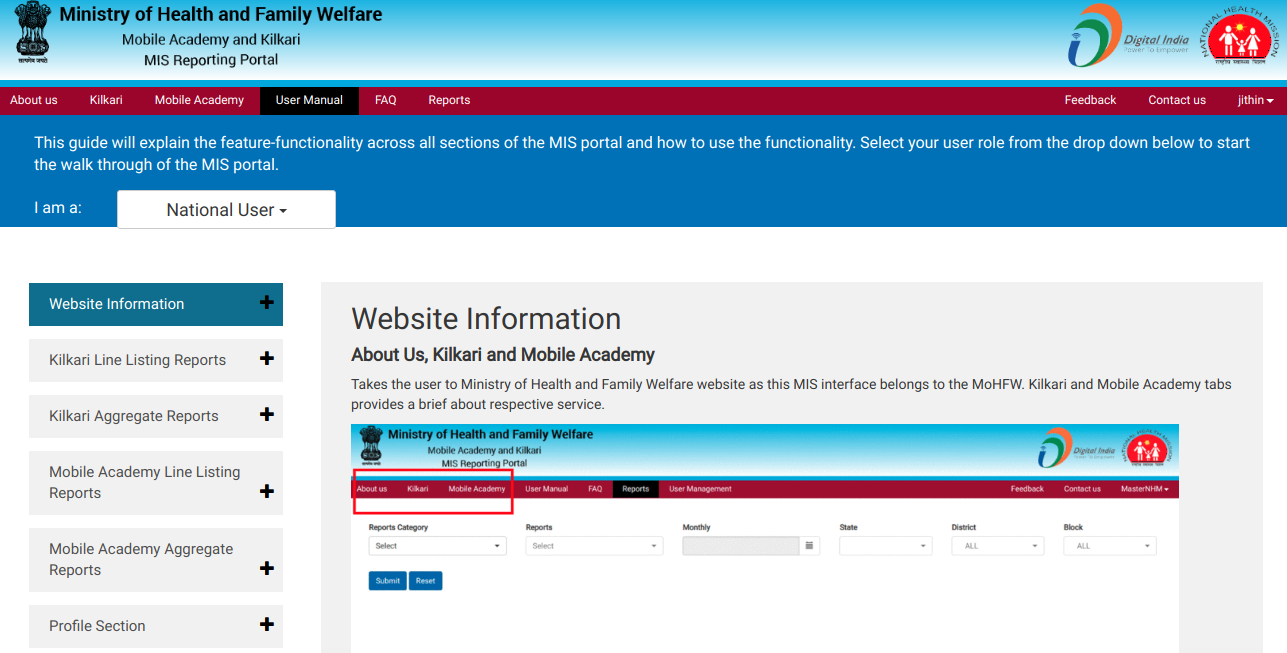 Ministry of Health and Family Welfare
Mobile Academy and Kilkari
MIS Reporting Portal
सत्यमेव जयते
Digital India
Power To Empower
NATIONAL HEALTH MISSION
About us Kilkari Mobile Academy User Manual FAQ Reports Feedback Contact us jithin
This guide will explain the feature-functionality across all sections of the MIS portal and how to use the functionality. Select your user role from the drop down below to start
the walk through of the MIS portal.
I am a: National User
Website Information
Kilkari Line Listing Reports
Kilkari Aggregate Reports
Mobile Academy Line Listing
Reports
Mobile Academy Aggregate
Reports
Profile Section
Website Information
About Us, Kilkari and Mobile Academy
Takes the user to Ministry of Health and Family Welfare website as this MIS interface belongs to the MoHFW. Kilkari and Mobile Academy tabs
provides a brief about respective service.
Ministry of Health and Family Welfare
Mobile Academy and Kilkari
MIS Reporting Portal
Digital India
About us Kilkari Mobile Academy User Manual FAQ Reports User Management Feedback Contact us MasterNHM
Reports Category Reports Monthly State District Block
Select Select ALL ALL
Submit Reset